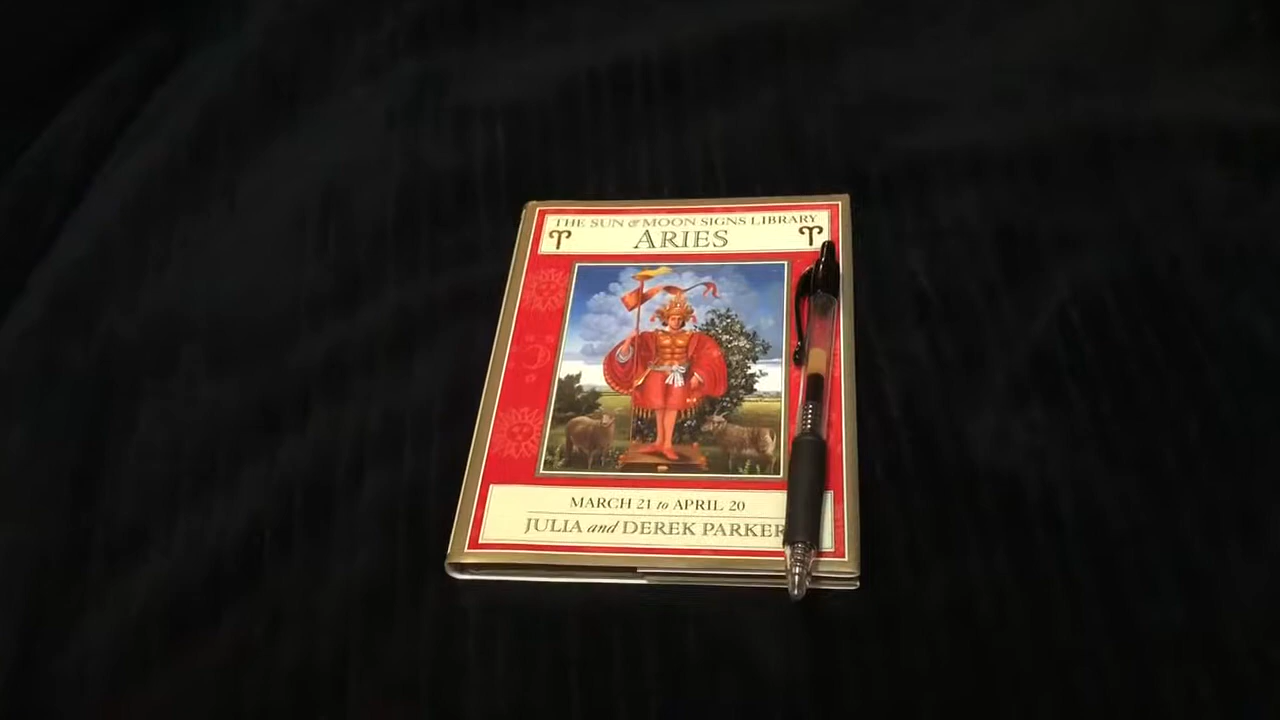 THE SUN & MOON SIGNS LIBRARY
ARIES
MARCH 21 to APRIL 20
JULIA and DEREK PARKER